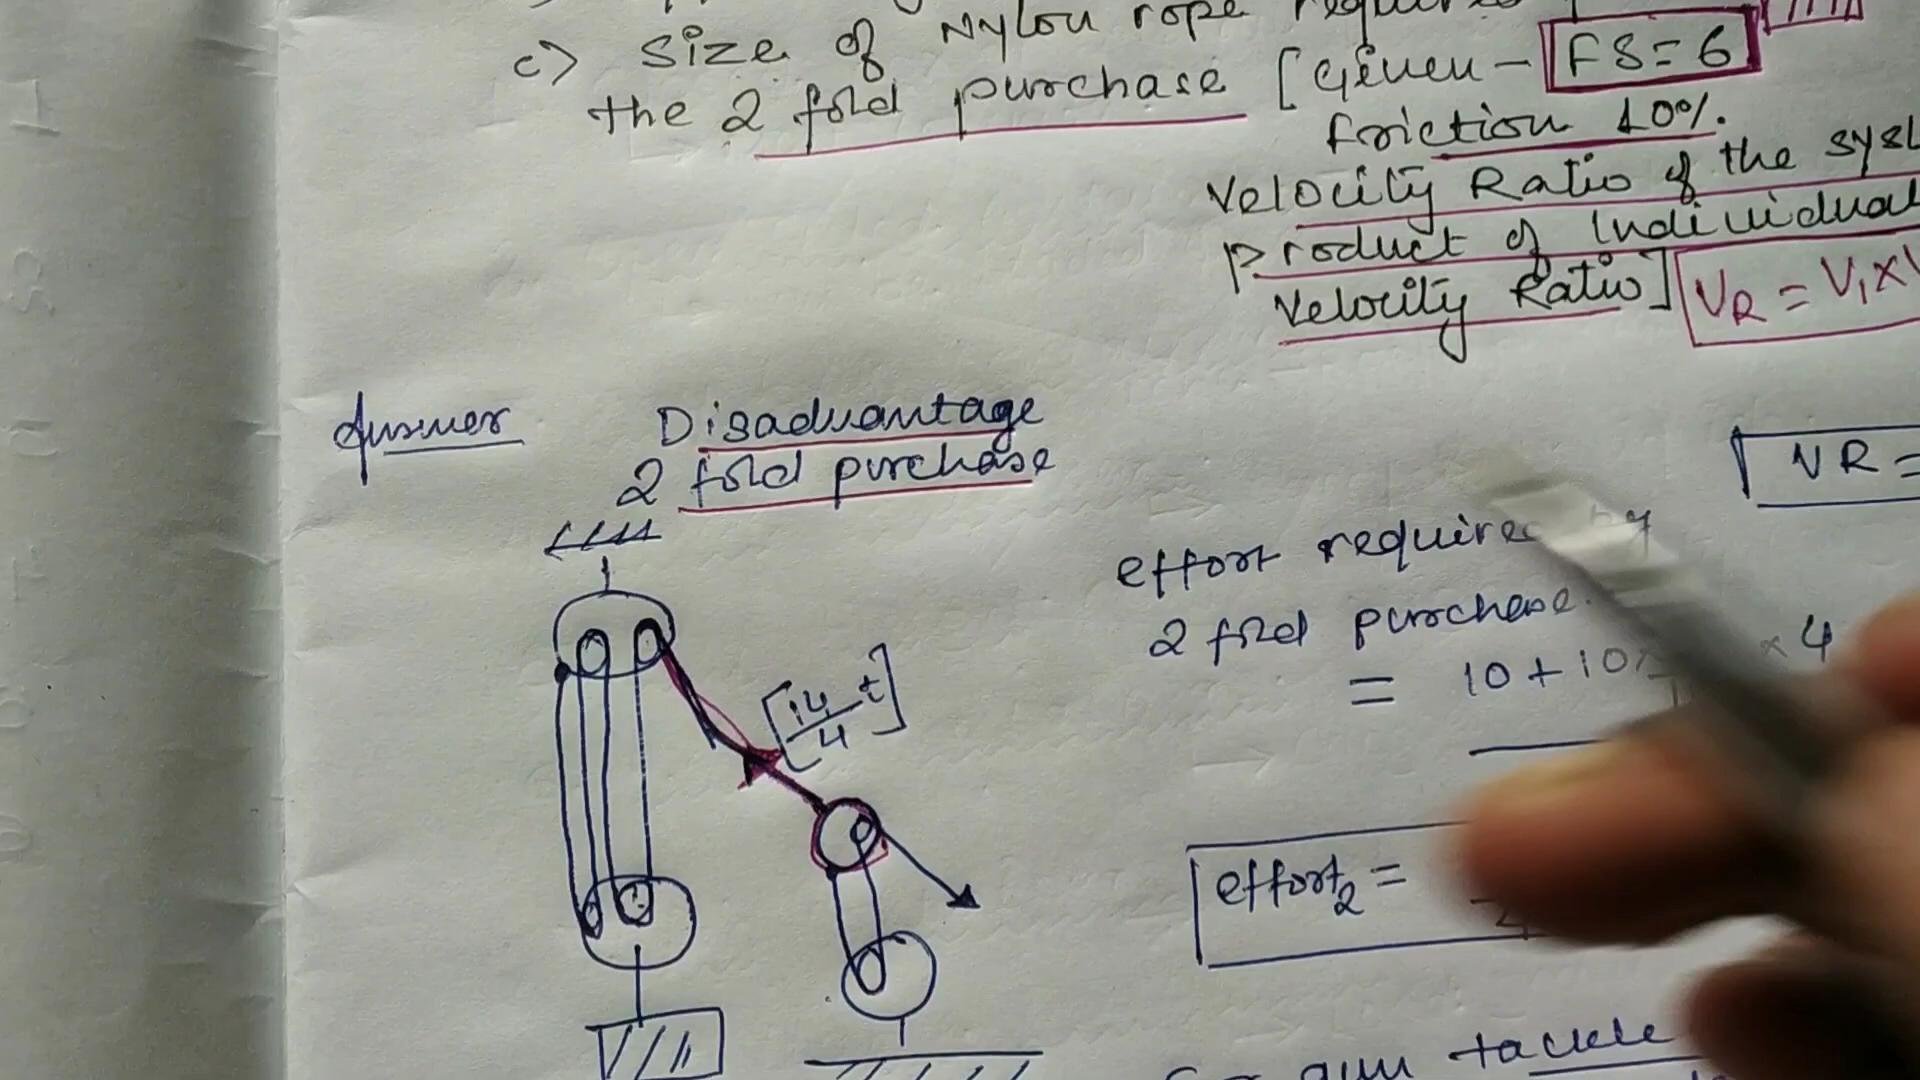 c) size of Nylon rope
the 2 fold purchase [Given - FS=6
friction 10%.
Velocity Ratio of the
product of Individual
Velocity Ratio] VR = V1 x
Answer
Disadvantage
2 fold purchase
VR =
effort required
2 fold purchase
= 10 + 10 x 4
[14/4 t]
effort2 =
gun tackle